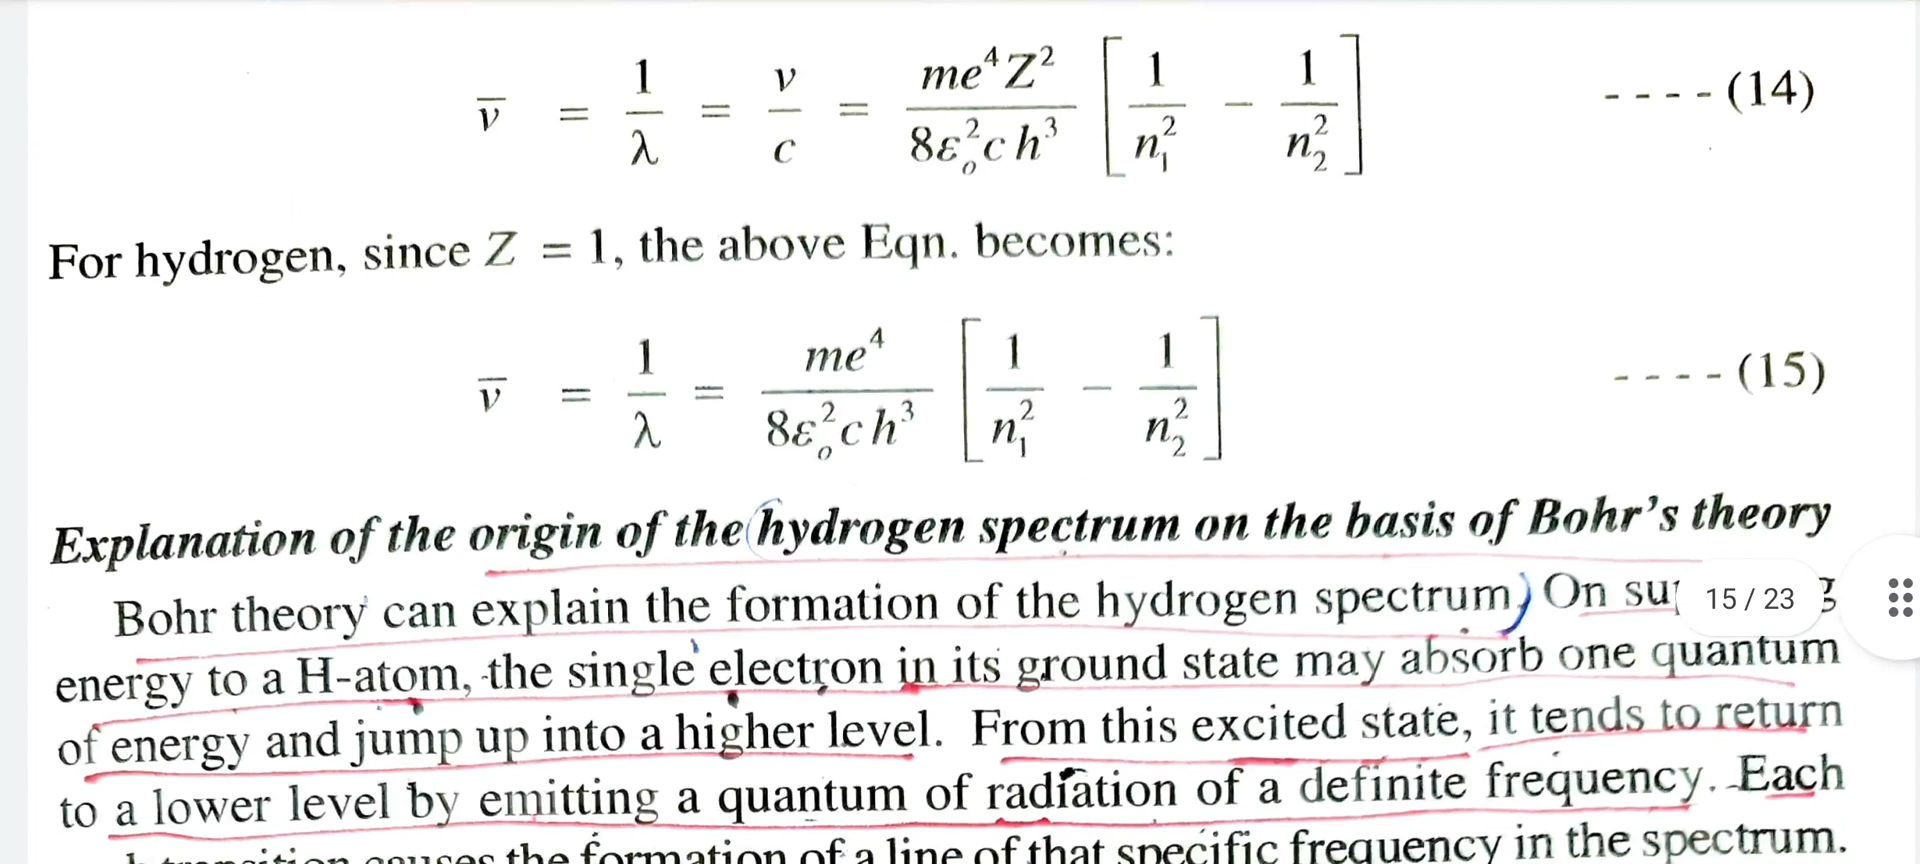 ν̅ = 1/λ = ν/c = me⁴Z²/8ε₀²ch³ [1/n₁² − 1/n₂²] ----(14)
For hydrogen, since Z = 1, the above Eqn. becomes:
ν̅ = 1/λ = me⁴/8ε₀²ch³ [1/n₁² − 1/n₂²] ----(15)
Explanation of the origin of the hydrogen spectrum on the basis of Bohr's theory
Bohr theory can explain the formation of the hydrogen spectrum. On
15 / 23
energy to a H-atom, the single electron in its ground state may absorb one quantum
of energy and jump up into a higher level. From this excited state, it tends to return
to a lower level by emitting a quantum of radiation of a definite frequency. Each
causes the formation of a line of that specific frequency in the spectrum.